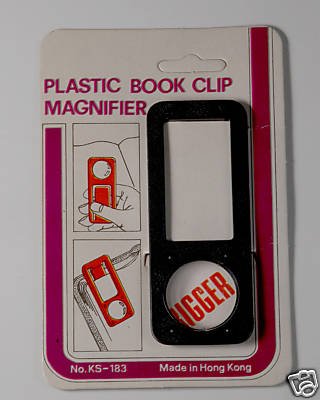 PLASTIC BOOK CLIP
MAGNIFIER
IGGER
No. KS-183
Made in Hong Kong